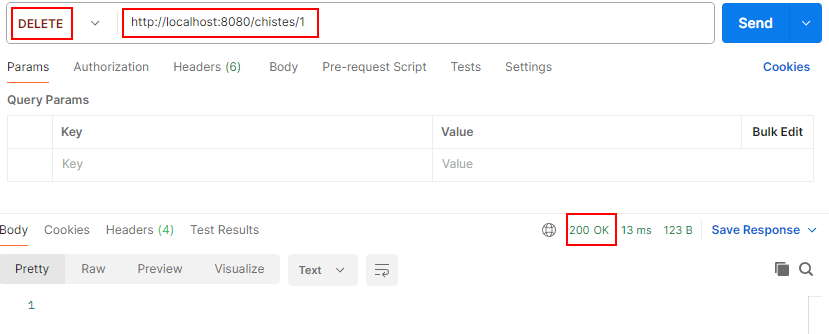 DELETE http://localhost:8080/chistes/1 Send
Params Authorization Headers (6) Body Pre-request Script Tests Settings Cookies
Query Params
Key Value Bulk Edit
Key Value
Body Cookies Headers (4) Test Results 200 OK 13 ms 123 B Save Response
Pretty Raw Preview Visualize Text
1